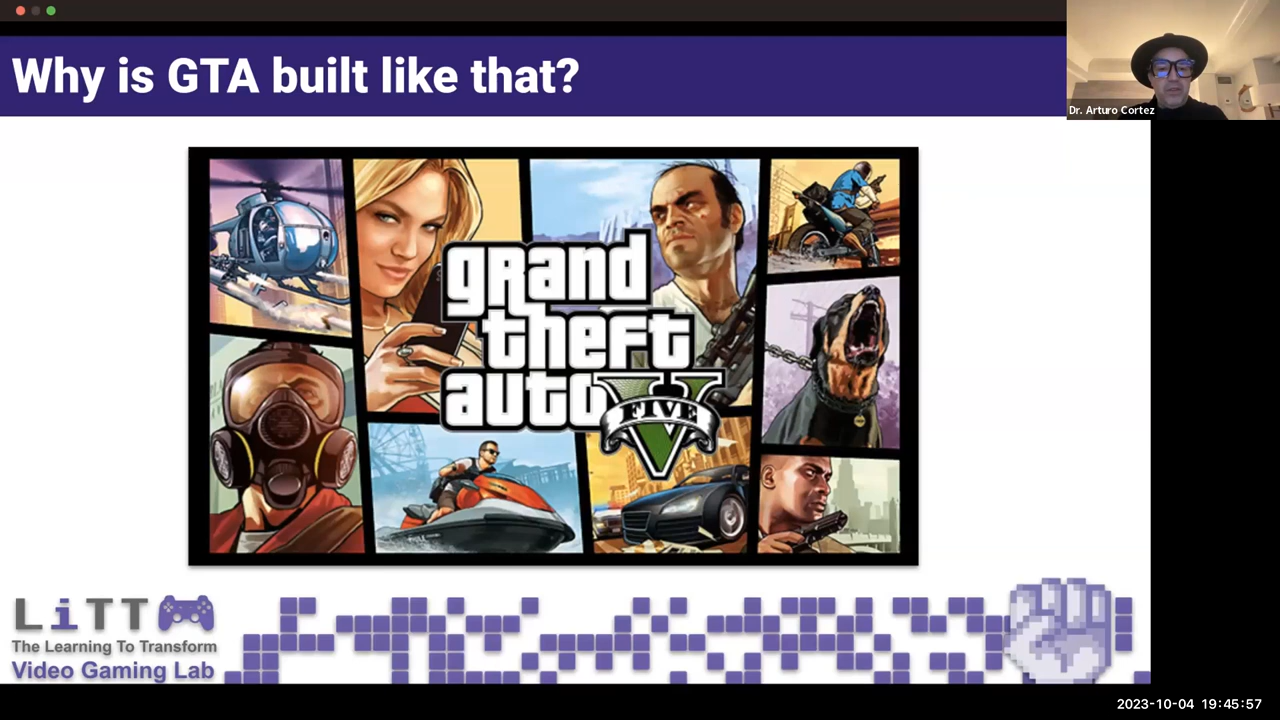 Why is GTA built like that?
Dr. Arturo Cortez
grand
theft
auto V
FIVE
LiTT
The Learning To Transform
Video Gaming Lab
2023-10-04 19:45:57